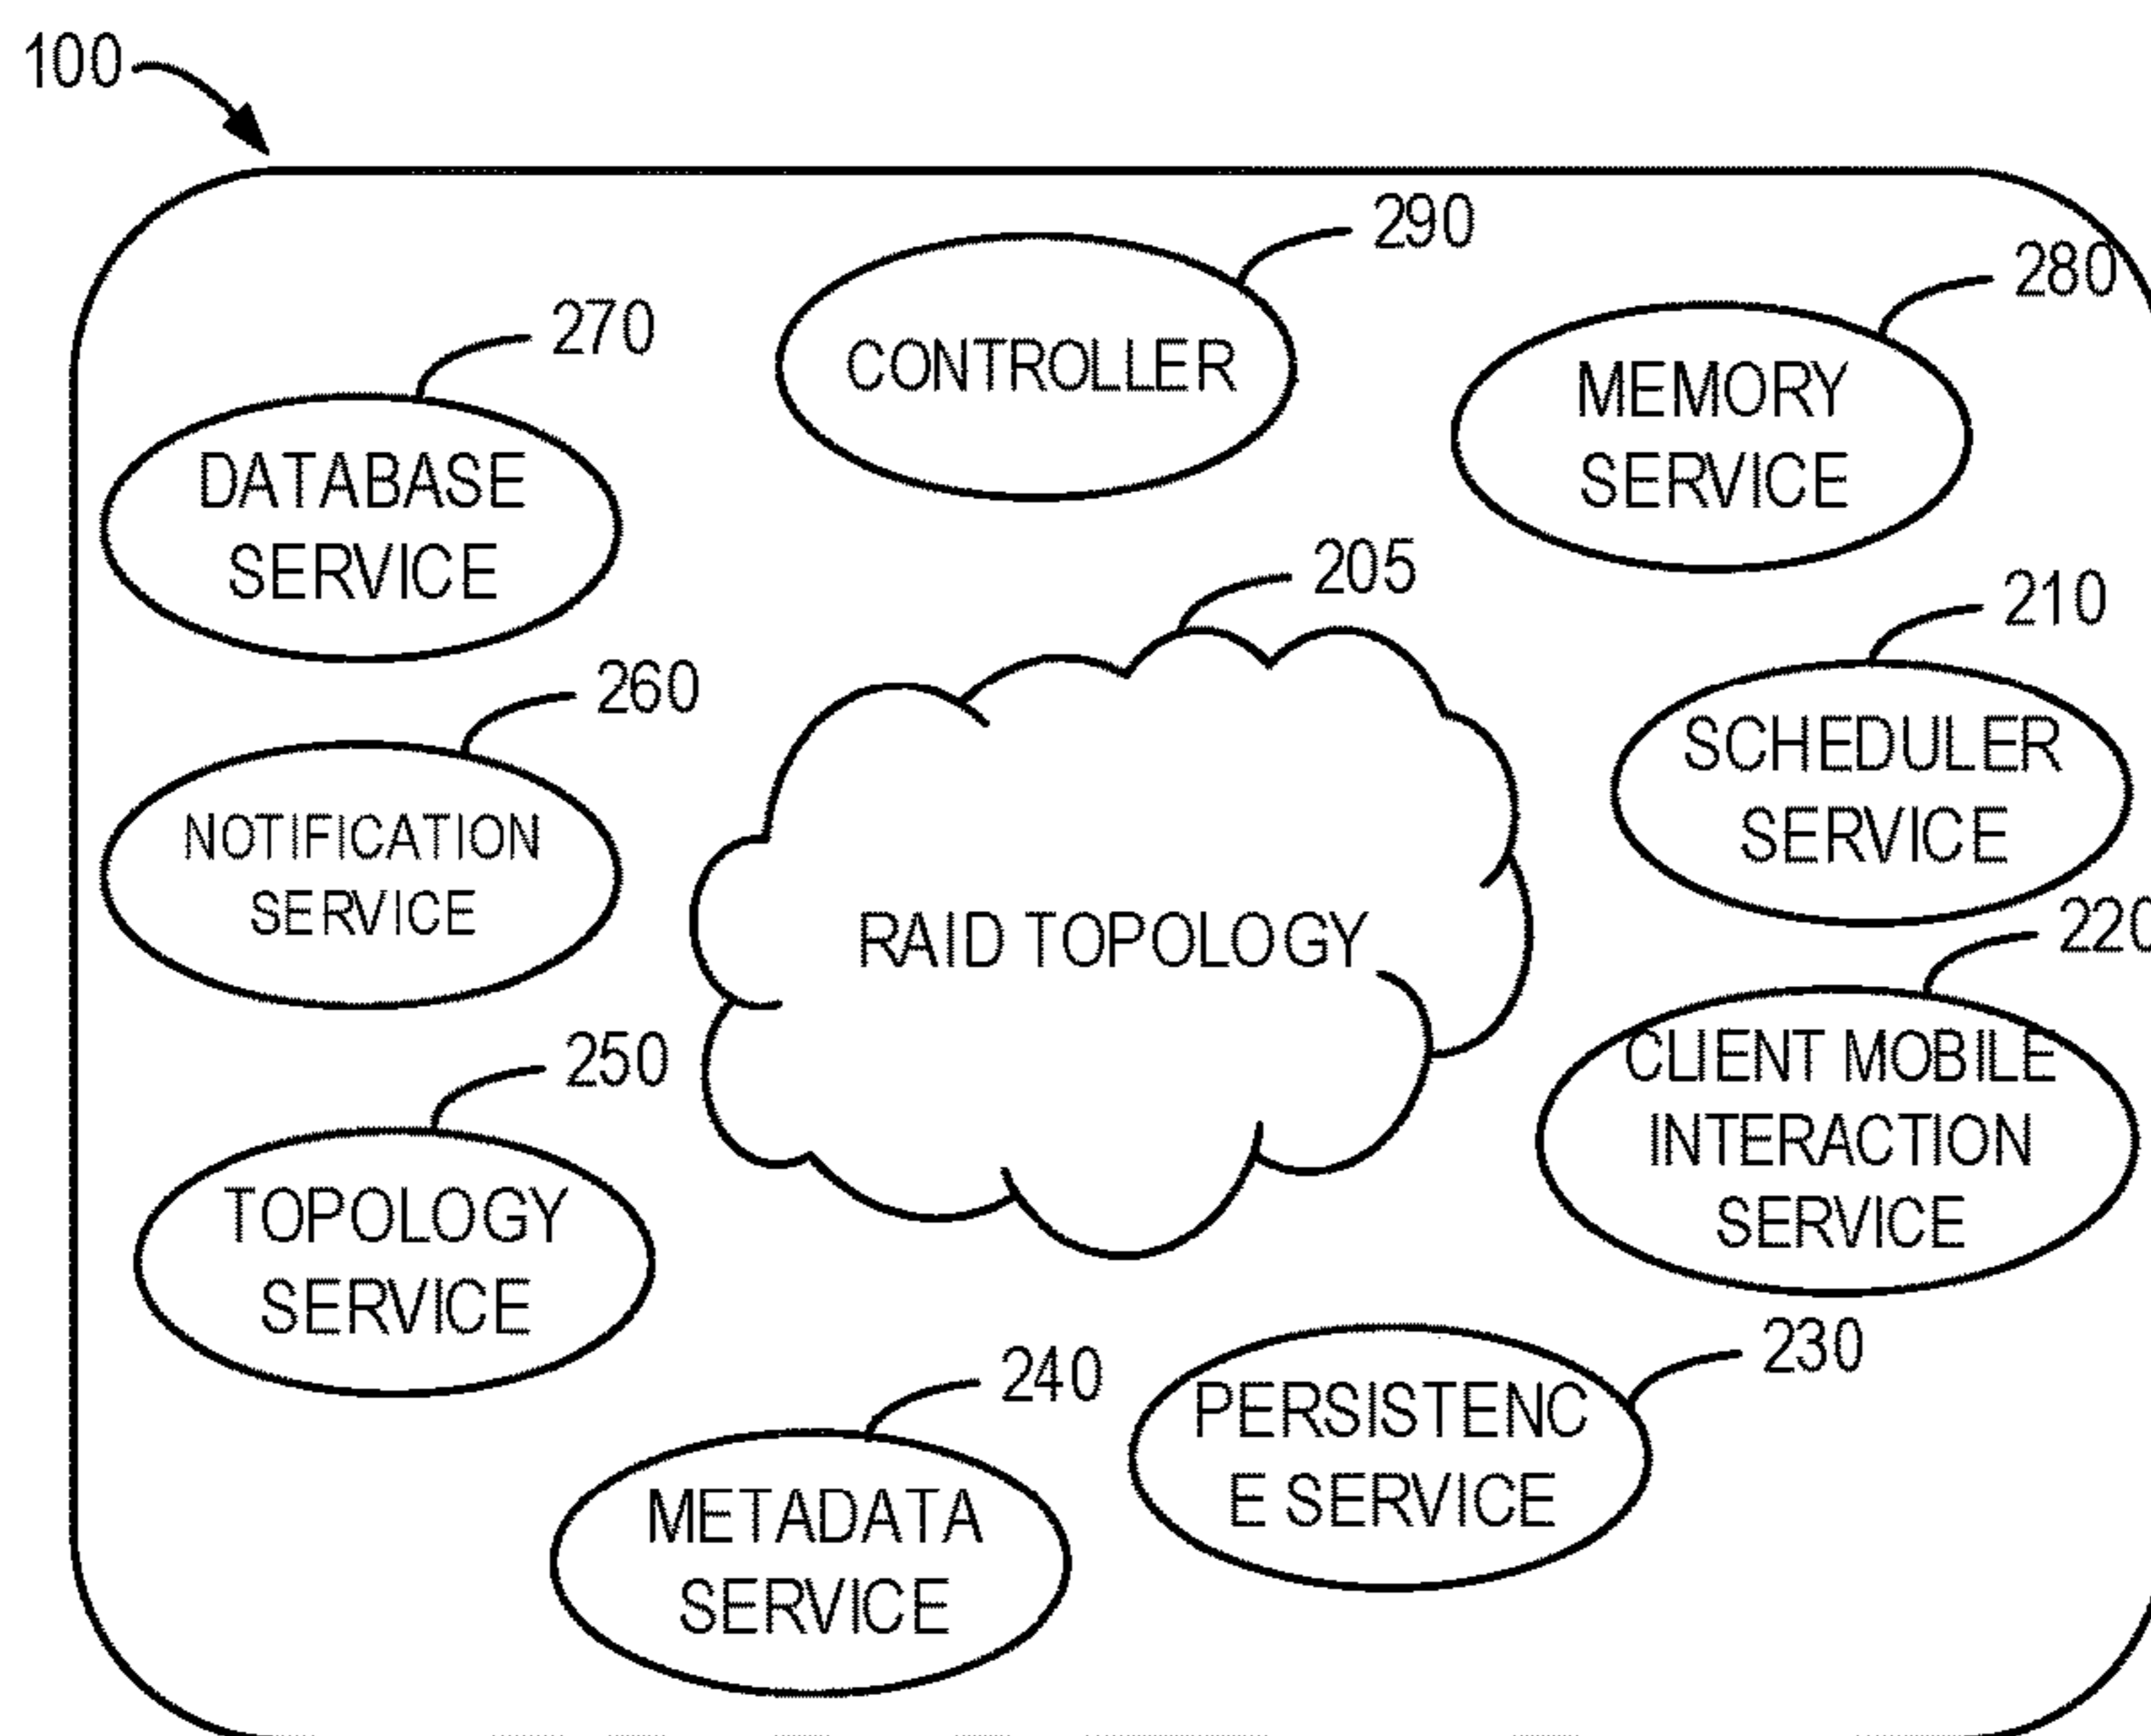 100
290
280
270
CONTROLLER
MEMORY
SERVICE
DATABASE
SERVICE
205
210
260
SCHEDULER
SERVICE
NOTIFICATION
SERVICE
RAID TOPOLOGY
220
250
CLIENT MOBILE
INTERACTION
SERVICE
TOPOLOGY
SERVICE
230
240
PERSISTENC
E SERVICE
METADATA
SERVICE